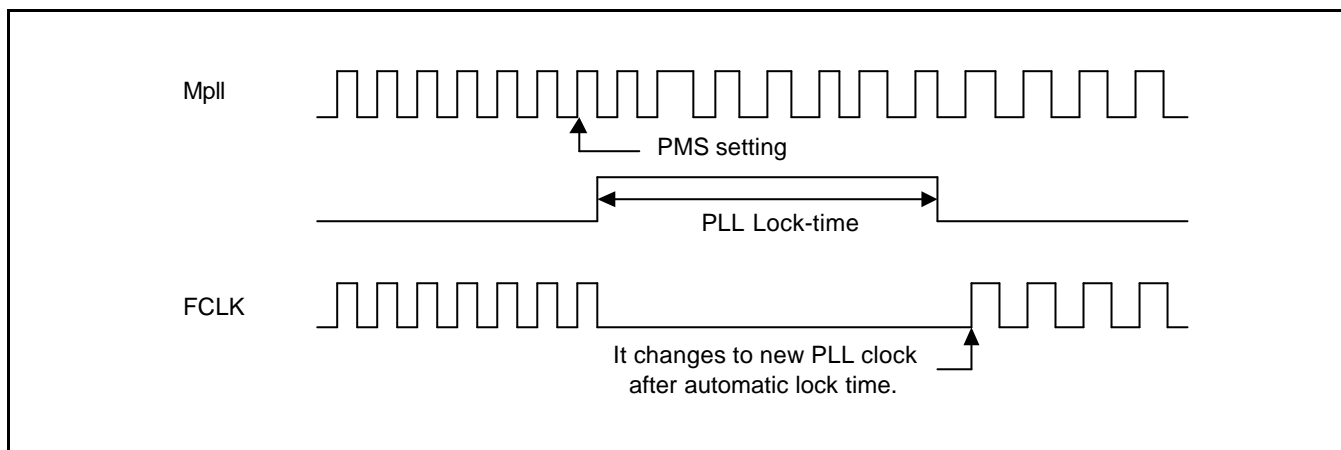 Mpll
PMS setting
PLL Lock-time
FCLK
It changes to new PLL clock
after automatic lock time.